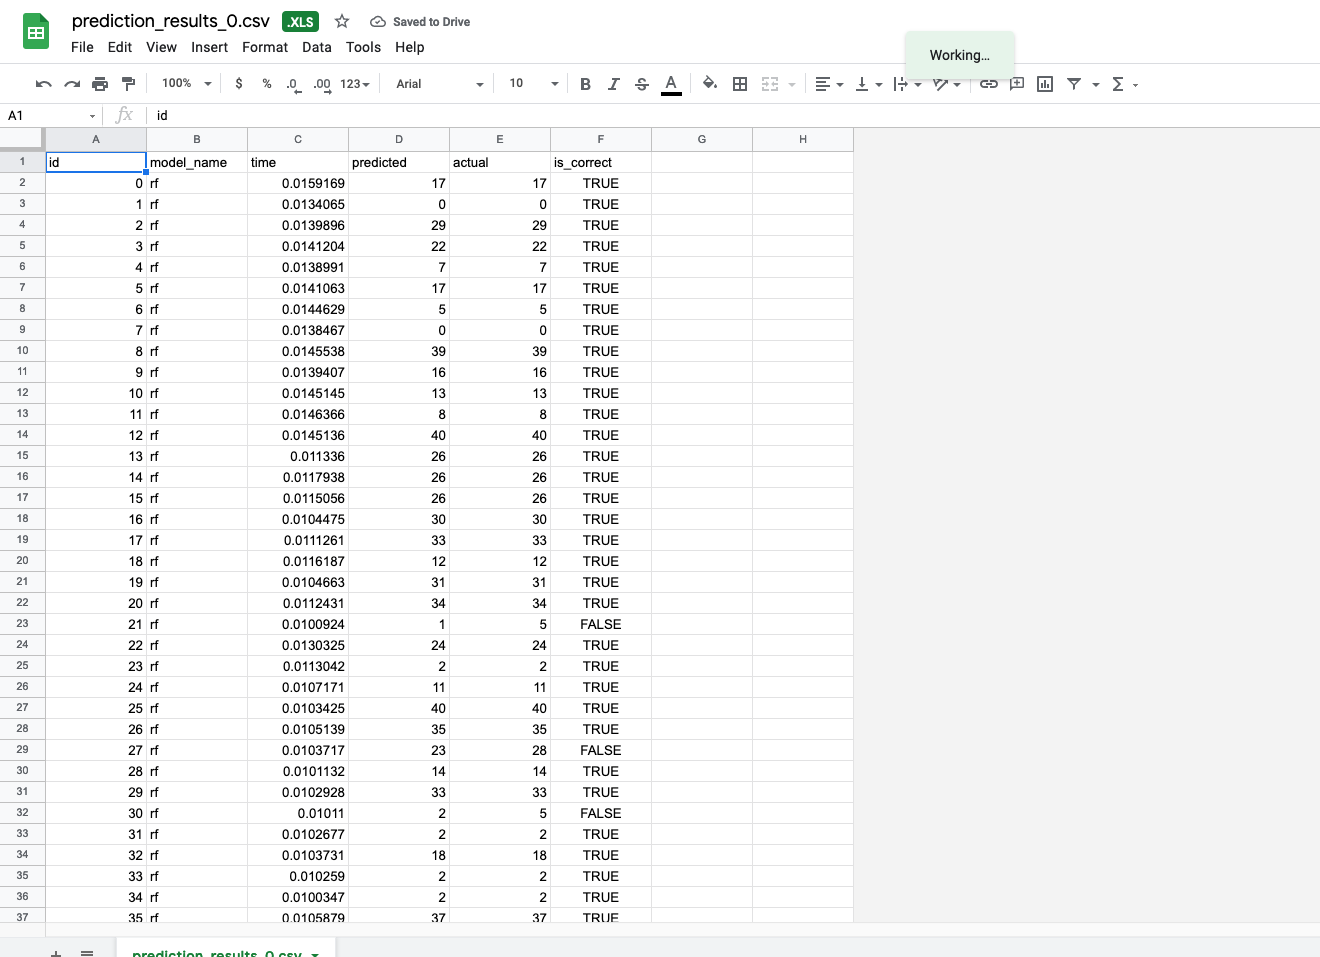 prediction_results_0.csv .XLS Saved to Drive
File Edit View Insert Format Data Tools Help
Working...
100% $ % .0 .00 123 Arial 10 B I S A
A1 fx id
A B C D E F G H
1 id model_name time predicted actual is_correct
2 0 rf 0.0159169 17 17 TRUE
3 1 rf 0.0134065 0 0 TRUE
4 2 rf 0.0139896 29 29 TRUE
5 3 rf 0.0141204 22 22 TRUE
6 4 rf 0.0138991 7 7 TRUE
7 5 rf 0.0141063 17 17 TRUE
8 6 rf 0.0144629 5 5 TRUE
9 7 rf 0.0138467 0 0 TRUE
10 8 rf 0.0145538 39 39 TRUE
11 9 rf 0.0139407 16 16 TRUE
12 10 rf 0.0145145 13 13 TRUE
13 11 rf 0.0146366 8 8 TRUE
14 12 rf 0.0145136 40 40 TRUE
15 13 rf 0.011336 26 26 TRUE
16 14 rf 0.0117938 26 26 TRUE
17 15 rf 0.0115056 26 26 TRUE
18 16 rf 0.0104475 30 30 TRUE
19 17 rf 0.0111261 33 33 TRUE
20 18 rf 0.0116187 12 12 TRUE
21 19 rf 0.0104663 31 31 TRUE
22 20 rf 0.0112431 34 34 TRUE
23 21 rf 0.0100924 1 5 FALSE
24 22 rf 0.0130325 24 24 TRUE
25 23 rf 0.0113042 2 2 TRUE
26 24 rf 0.0107171 11 11 TRUE
27 25 rf 0.0103425 40 40 TRUE
28 26 rf 0.0105139 35 35 TRUE
29 27 rf 0.0103717 23 28 FALSE
30 28 rf 0.0101132 14 14 TRUE
31 29 rf 0.0102928 33 33 TRUE
32 30 rf 0.01011 2 5 FALSE
33 31 rf 0.0102677 2 2 TRUE
34 32 rf 0.0103731 18 18 TRUE
35 33 rf 0.010259 2 2 TRUE
36 34 rf 0.0100347 2 2 TRUE
37 35 rf 0.0105879 37 37 TRUE
prediction_results_0.csv